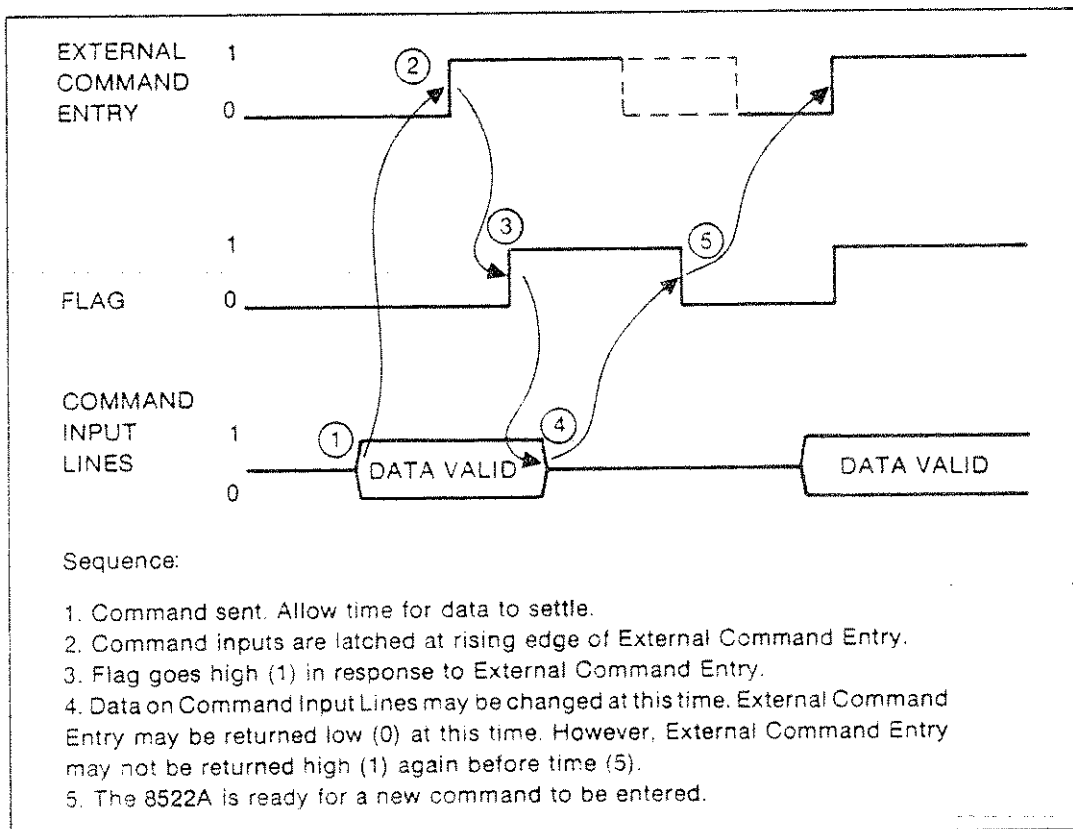 EXTERNAL
COMMAND
ENTRY
1
0
2
3
5
FLAG
1
0
COMMAND
INPUT
LINES
1
0
1
4
DATA VALID
DATA VALID
Sequence:
1. Command sent. Allow time for data to settle.
2. Command inputs are latched at rising edge of External Command Entry.
3. Flag goes high (1) in response to External Command Entry.
4. Data on Command Input Lines may be changed at this time. External Command
Entry may be returned low (0) at this time. However, External Command Entry
may not be returned high (1) again before time (5).
5. The 8522A is ready for a new command to be entered.